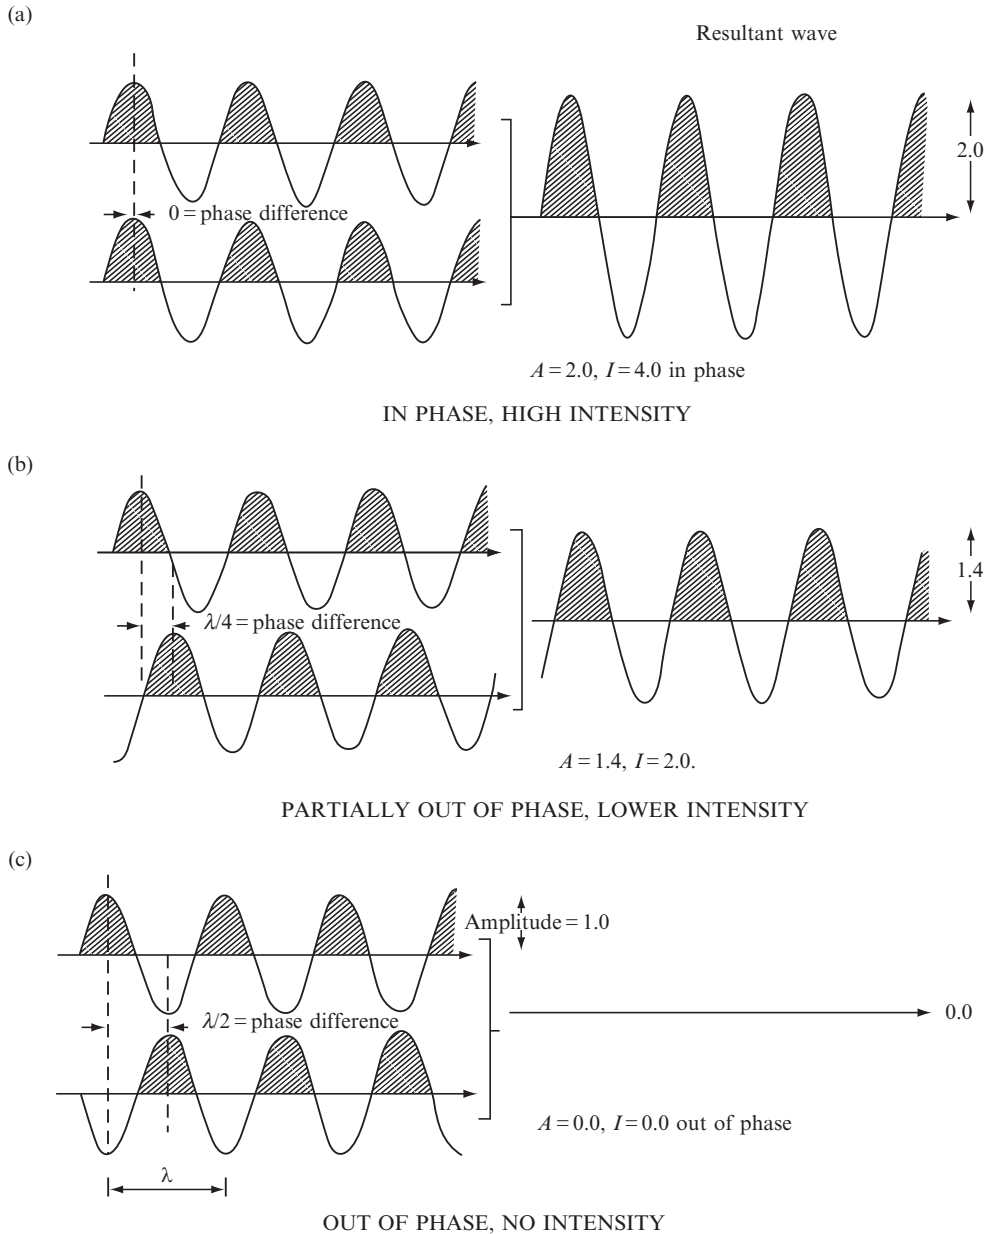 (a)
Resultant wave
2.0
0 = phase difference
A = 2.0, I = 4.0 in phase
IN PHASE, HIGH INTENSITY
(b)
1.4
λ/4 = phase difference
A = 1.4, I = 2.0.
PARTIALLY OUT OF PHASE, LOWER INTENSITY
(c)
Amplitude = 1.0
λ/2 = phase difference
0.0
A = 0.0, I = 0.0 out of phase
λ
OUT OF PHASE, NO INTENSITY